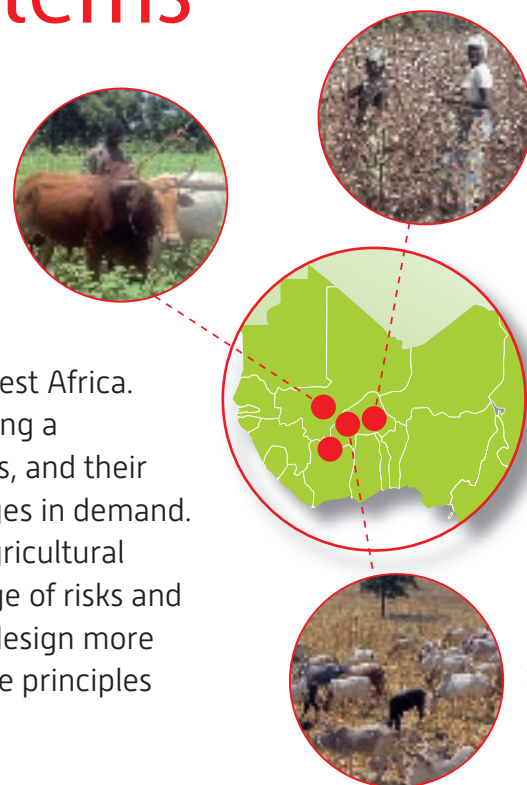 tems
est Africa.
ng a
s, and their
ges in demand.
gricultural
ge of risks and
design more
e principles